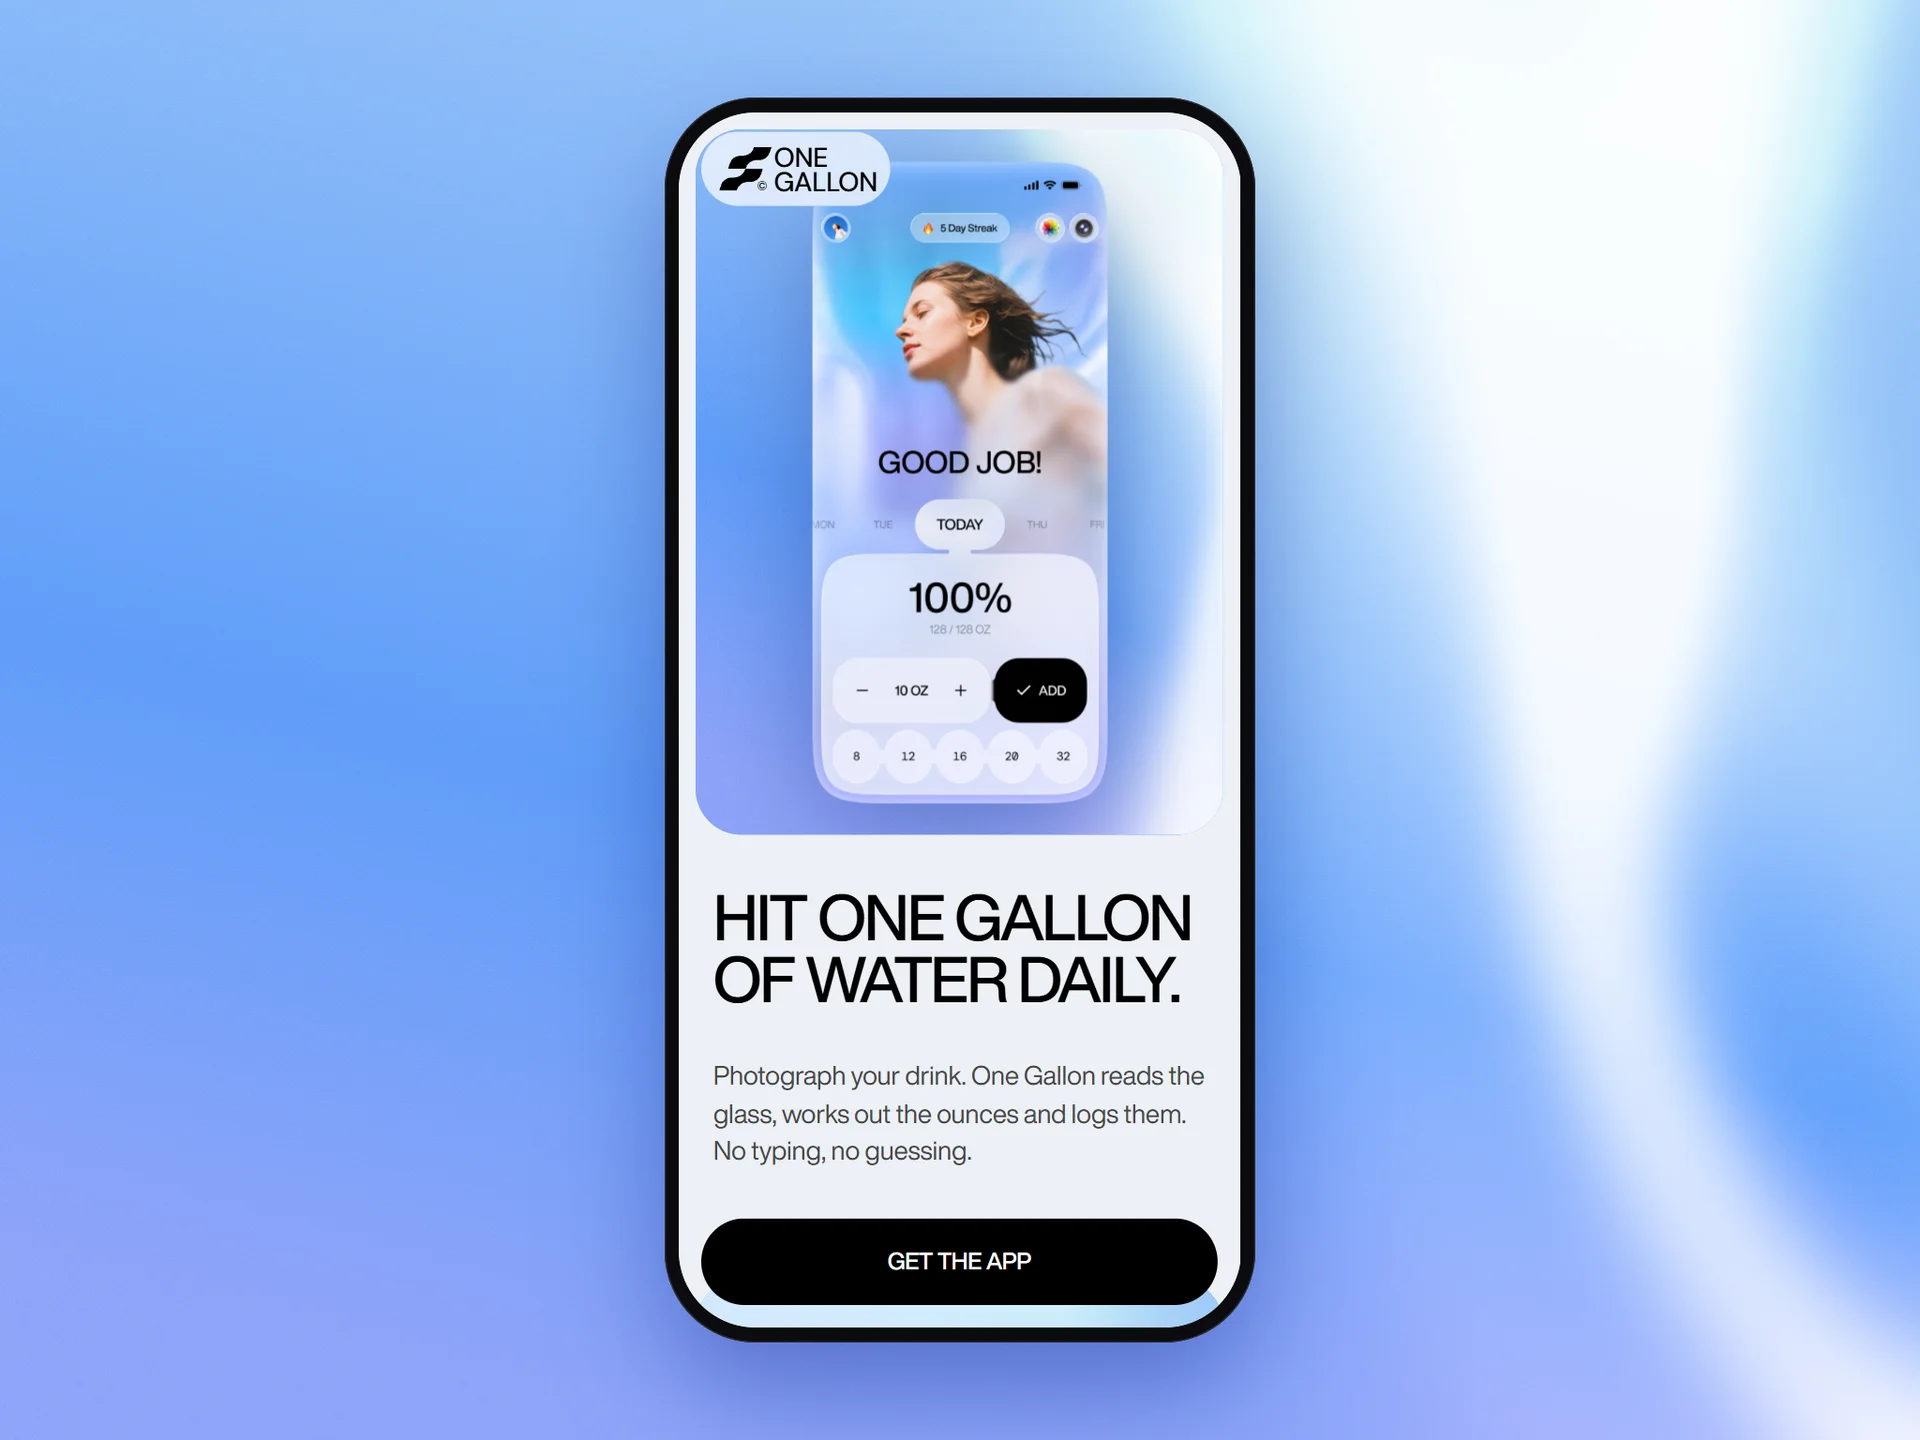 ONE
© GALLON
5 Day Streak
GOOD JOB!
MON TUE TODAY THU FRI
100%
128 / 128 OZ
− 10 OZ + ADD
8 12 16 20 32
HIT ONE GALLON
OF WATER DAILY.
Photograph your drink. One Gallon reads the
glass, works out the ounces and logs them.
No typing, no guessing.
GET THE APP